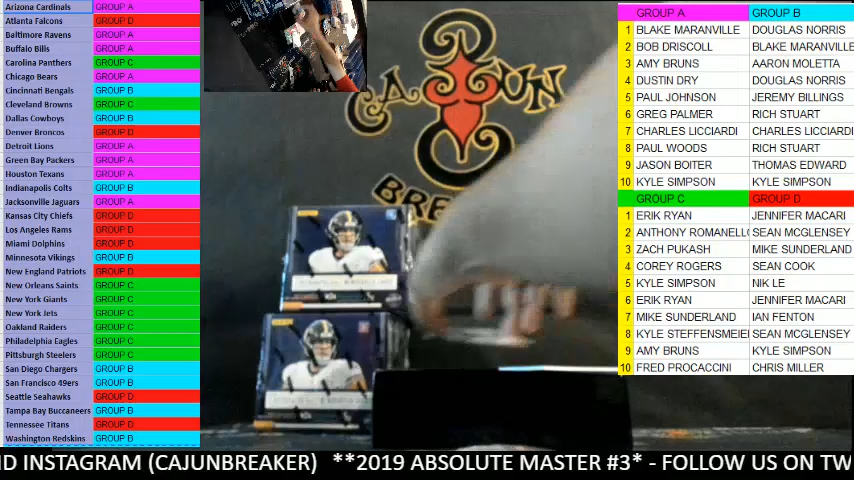 Arizona Cardinals GROUP A
Atlanta Falcons GROUP D
Baltimore Ravens GROUP A
Buffalo Bills GROUP A
Carolina Panthers GROUP C
Chicago Bears GROUP A
Cincinnati Bengals GROUP B
Cleveland Browns GROUP C
Dallas Cowboys GROUP B
Denver Broncos GROUP D
Detroit Lions GROUP A
Green Bay Packers GROUP A
Houston Texans GROUP A
Indianapolis Colts GROUP B
Jacksonville Jaguars GROUP A
Kansas City Chiefs GROUP D
Los Angeles Rams GROUP D
Miami Dolphins GROUP D
Minnesota Vikings GROUP B
New England Patriots GROUP D
New Orleans Saints GROUP C
New York Giants GROUP C
New York Jets GROUP C
Oakland Raiders GROUP C
Philadelphia Eagles GROUP C
Pittsburgh Steelers GROUP C
San Diego Chargers GROUP B
San Francisco 49ers GROUP B
Seattle Seahawks GROUP D
Tampa Bay Buccaneers GROUP B
Tennessee Titans GROUP D
Washington Redskins GROUP B
CAJUN
BRE
GROUP A GROUP B
1 BLAKE MARANVILLE DOUGLAS NORRIS
2 BOB DRISCOLL BLAKE MARANVILLE
3 AMY BRUNS AARON MOLETTA
4 DUSTIN DRY DOUGLAS NORRIS
5 PAUL JOHNSON JEREMY BILLINGS
6 GREG PALMER RICH STUART
7 CHARLES LICCIARDI CHARLES LICCIARDI
8 PAUL WOODS RICH STUART
9 JASON BOITER THOMAS EDWARD
10 KYLE SIMPSON KYLE SIMPSON
GROUP C GROUP D
1 ERIK RYAN JENNIFER MACARI
2 ANTHONY ROMANELLO SEAN MCGLENSEY
3 ZACH PUKASH MIKE SUNDERLAND
4 COREY ROGERS SEAN COOK
5 KYLE SIMPSON NIK LE
6 ERIK RYAN JENNIFER MACARI
7 MIKE SUNDERLAND IAN FENTON
8 KYLE STEFFENSMEIE SEAN MCGLENSEY
9 AMY BRUNS KYLE SIMPSON
10 FRED PROCACCINI CHRIS MILLER
ND INSTAGRAM (CAJUNBREAKER) **2019 ABSOLUTE MASTER #3* - FOLLOW US ON TW